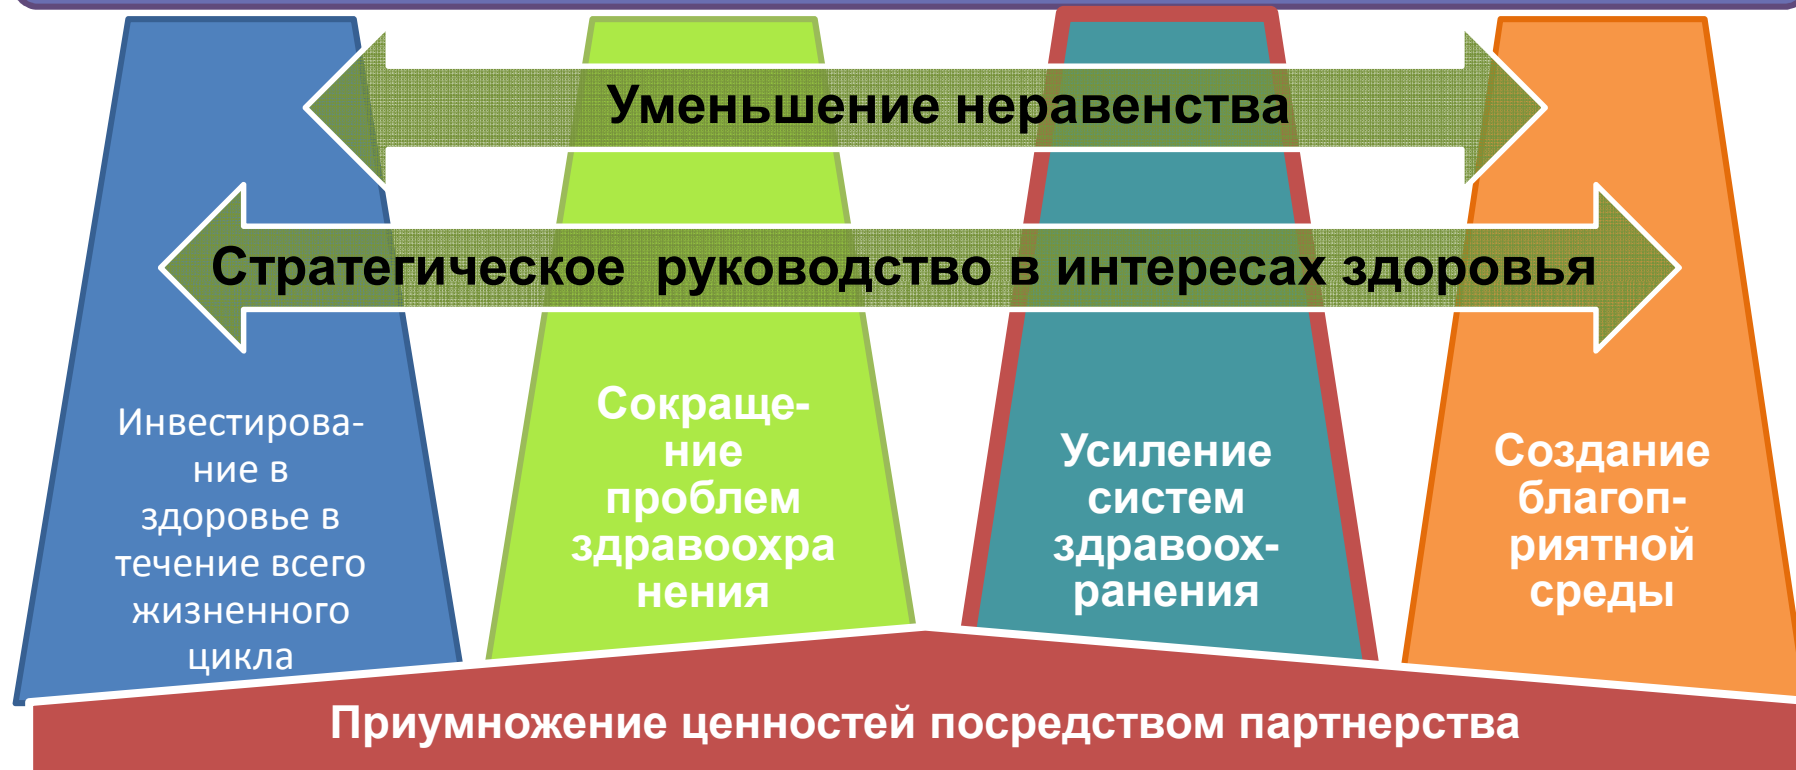 Уменьшение неравенства
Стратегическое  руководство в интересах здоровья
Инвестирова-
ние в
здоровье в
течение всего
жизненного
цикла
Сокраще-
ние
проблем
здравоохра
нения
Усиление
систем
здравоох-
ранения
Создание
благоп-
риятной
среды
Приумножение ценностей посредством партнерства